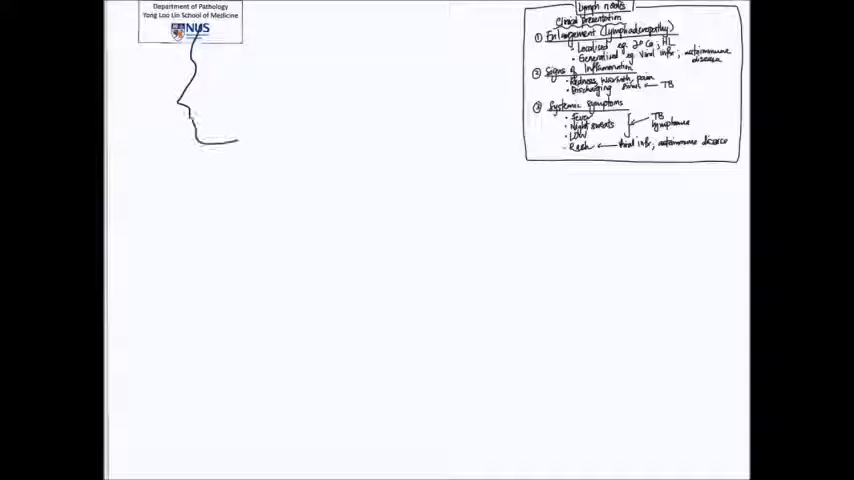 Department of Pathology
Yong Loo Lin School of Medicine
NUS
Lymph nodes
Clinical Presentation
① Enlargement (lymphadenopathy)
• Localised eg. 2° Ca ; HL
• Generalised eg. Viral infx ; autoimmune disease
② Signs of Inflammation
• Redness, Warmth, pain
• Discharging sinus ← TB
③ Systemic symptoms
• Fever
• Night sweats
• LOW
TB
lymphoma
• Rash ← Viral infx ; autoimmune disease